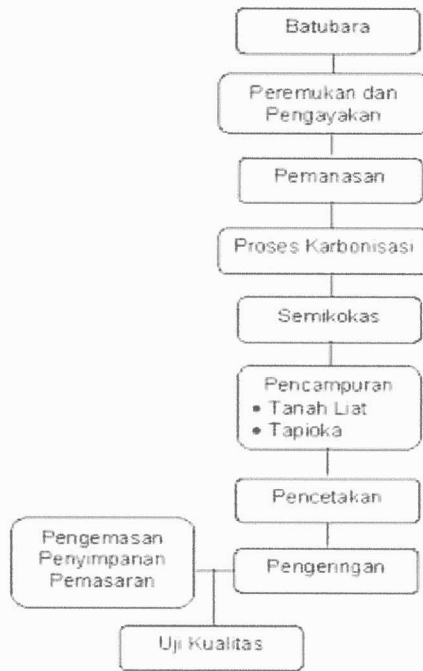 Batubara
Peremukan dan
Pengayakan
Pemanasan
Proses Karbonisasi
Semikokas
Pencampuran
• Tanah Liat
• Tapioka
Pencetakan
Pengemasan
Penyimpanan
Pemasaran
Pengeringan
Uji Kualitas